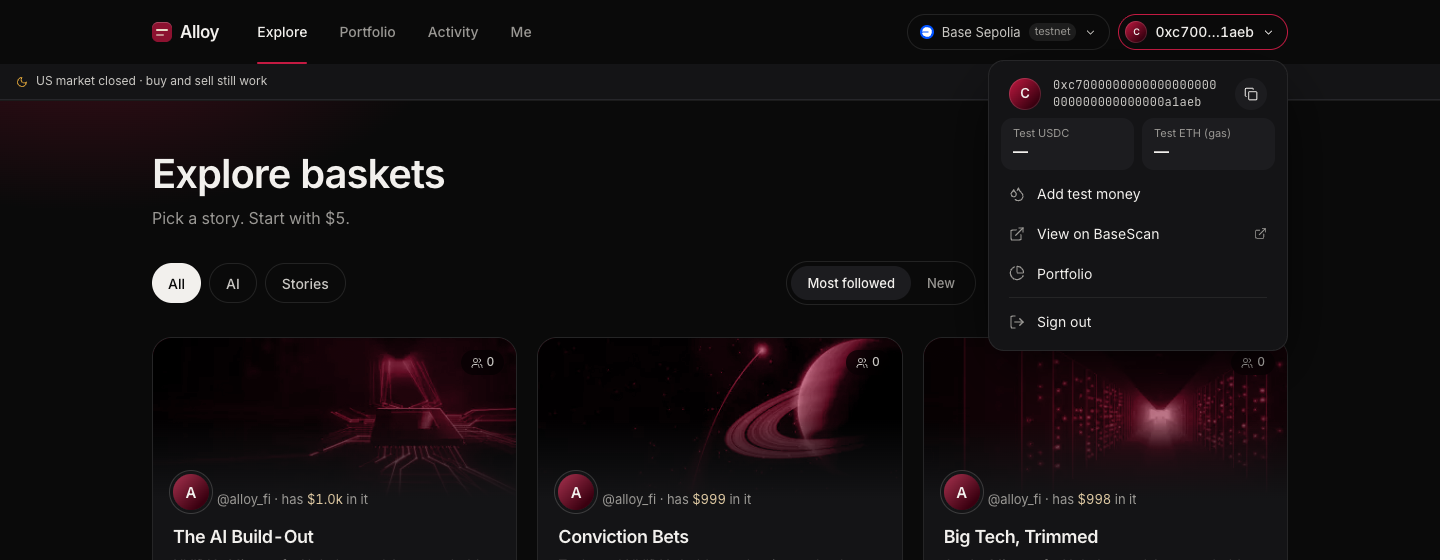 Alloy
Explore
Portfolio
Activity
Me
Base Sepolia
testnet
C
0xc700...1aeb
US market closed · buy and sell still work
C
0xc7000000000000000000
000000000000000a1aeb
Test USDC
—
Test ETH (gas)
—
Add test money
View on BaseScan
Portfolio
Sign out
Explore baskets
Pick a story. Start with $5.
All
AI
Stories
Most followed
New
0
A
@alloy_fi · has $1.0k in it
The AI Build-Out
0
A
@alloy_fi · has $999 in it
Conviction Bets
0
A
@alloy_fi · has $998 in it
Big Tech, Trimmed